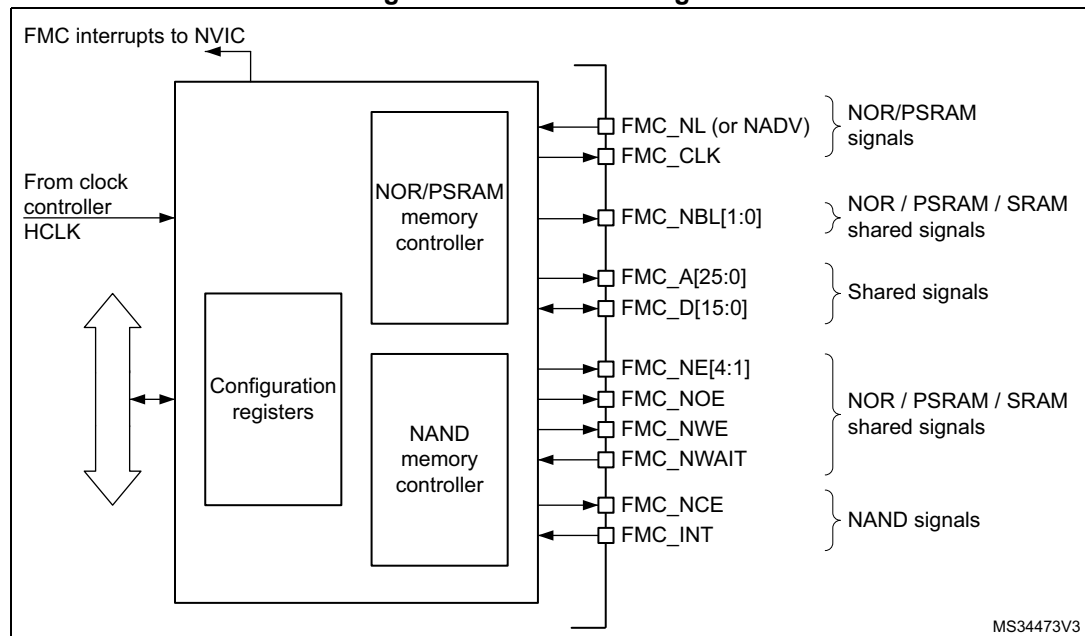 FMC interrupts to NVIC
From clock
controller
HCLK
Configuration
registers
NOR/PSRAM
memory
controller
NAND
memory
controller
FMC_NL (or NADV)
FMC_CLK
FMC_NBL[1:0]
FMC_A[25:0]
FMC_D[15:0]
FMC_NE[4:1]
FMC_NOE
FMC_NWE
FMC_NWAIT
FMC_NCE
FMC_INT
NOR/PSRAM
signals
NOR / PSRAM / SRAM
shared signals
Shared signals
NOR / PSRAM / SRAM
shared signals
NAND signals
MS34473V3